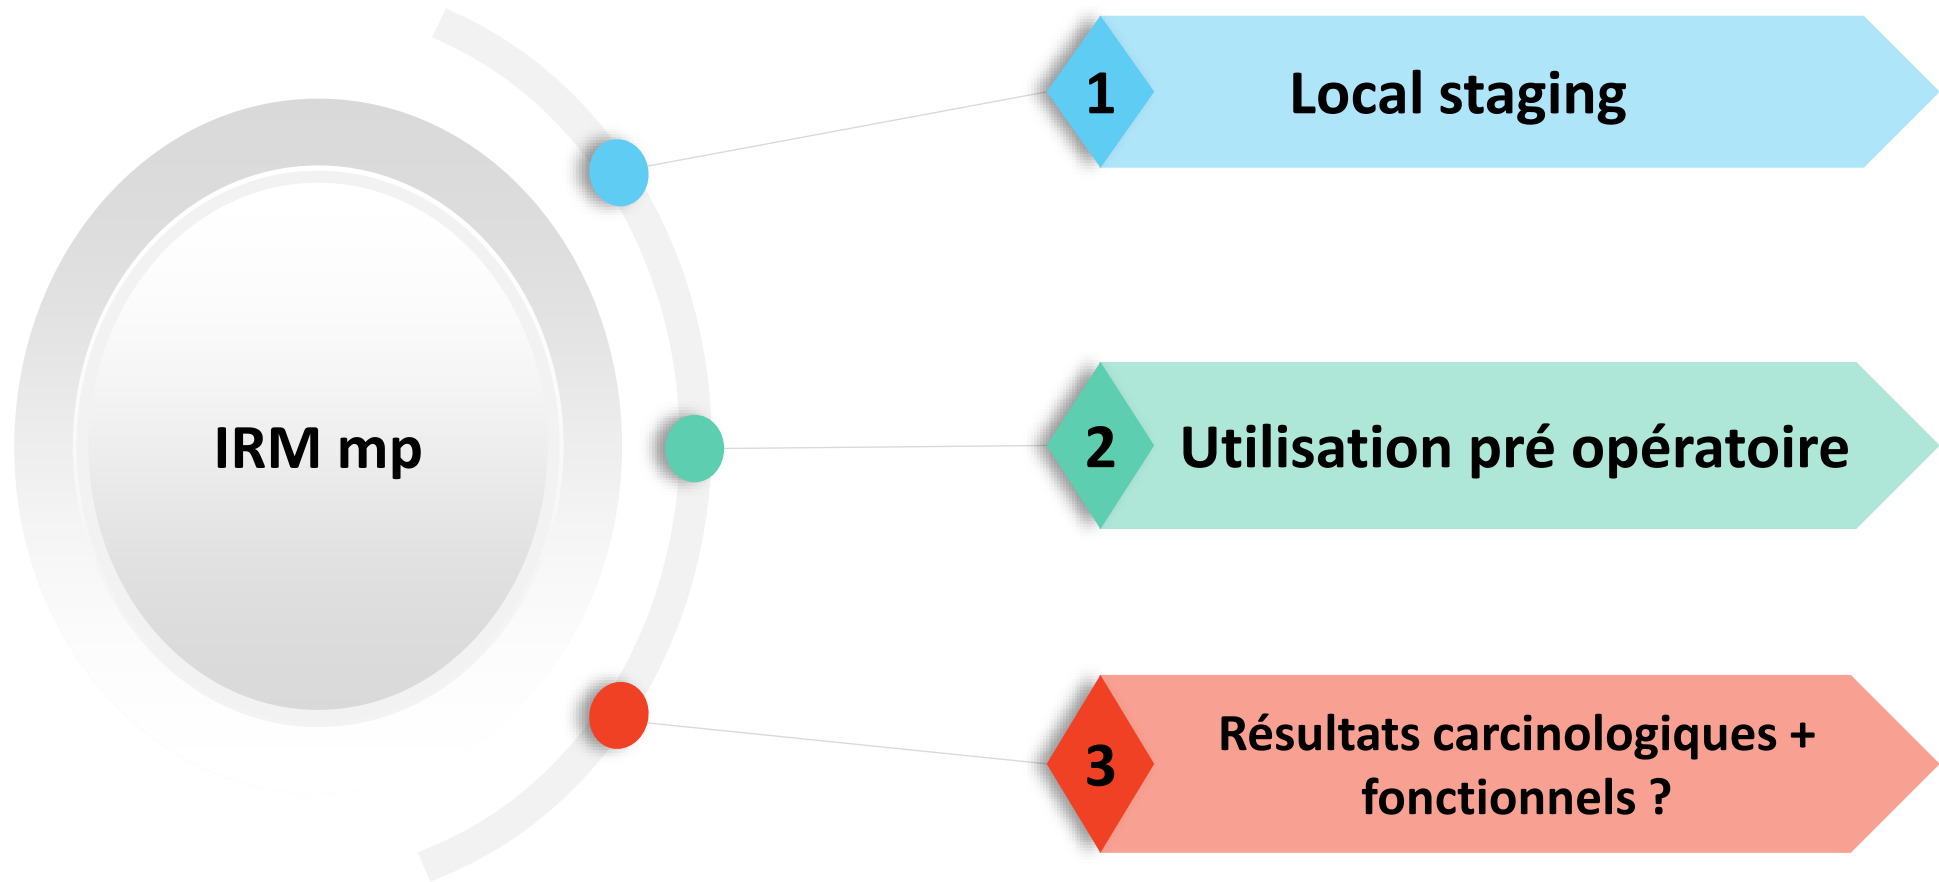 IRM mp
1
Local staging
2
Utilisation pré opératoire
3
Résultats carcinologiques +
fonctionnels ?